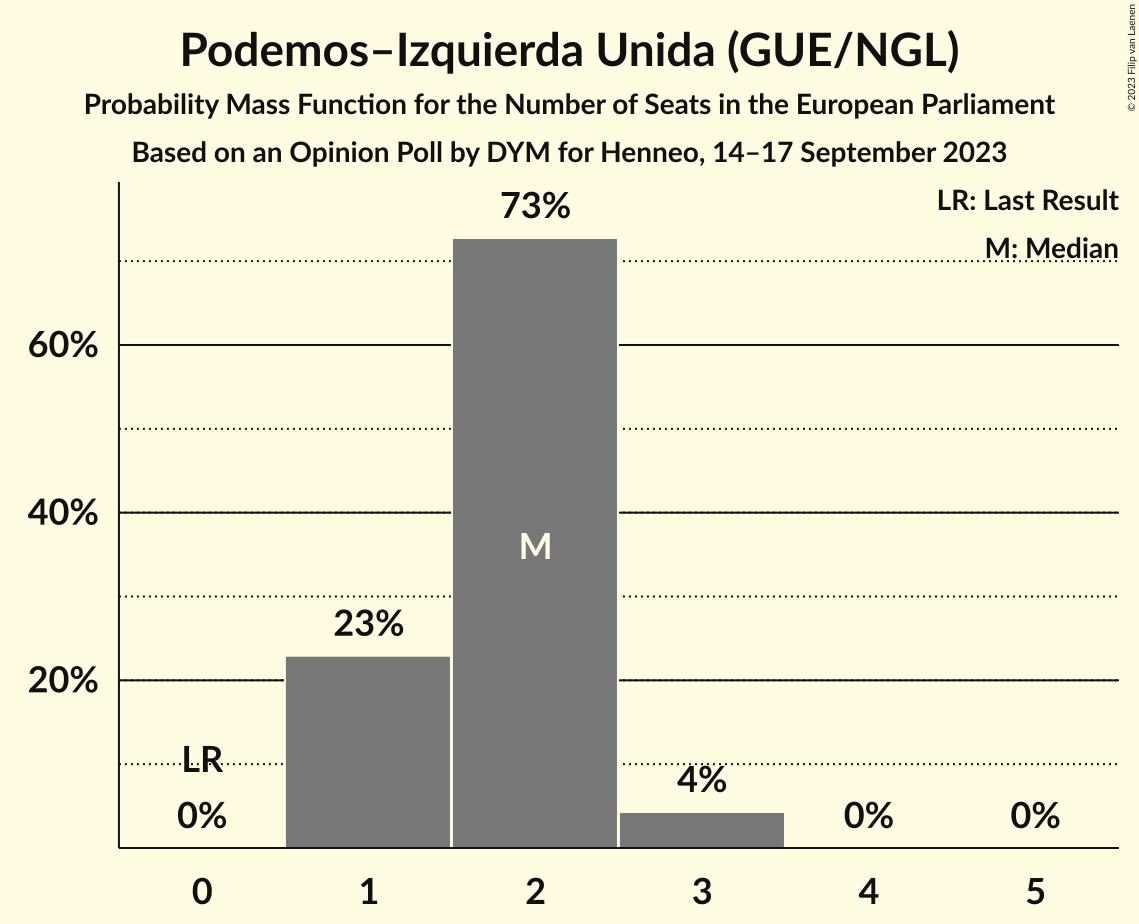 Podemos–Izquierda Unida (GUE/NGL)
Probability Mass Function for the Number of Seats in the European Parliament
Based on an Opinion Poll by DYM for Henneo, 14–17 September 2023
© 2023 Filip van Laenen
LR: Last Result
M: Median
73%
60%
40%
M
23%
20%
LR
4%
0%
0%
0%
0 1 2 3 4 5